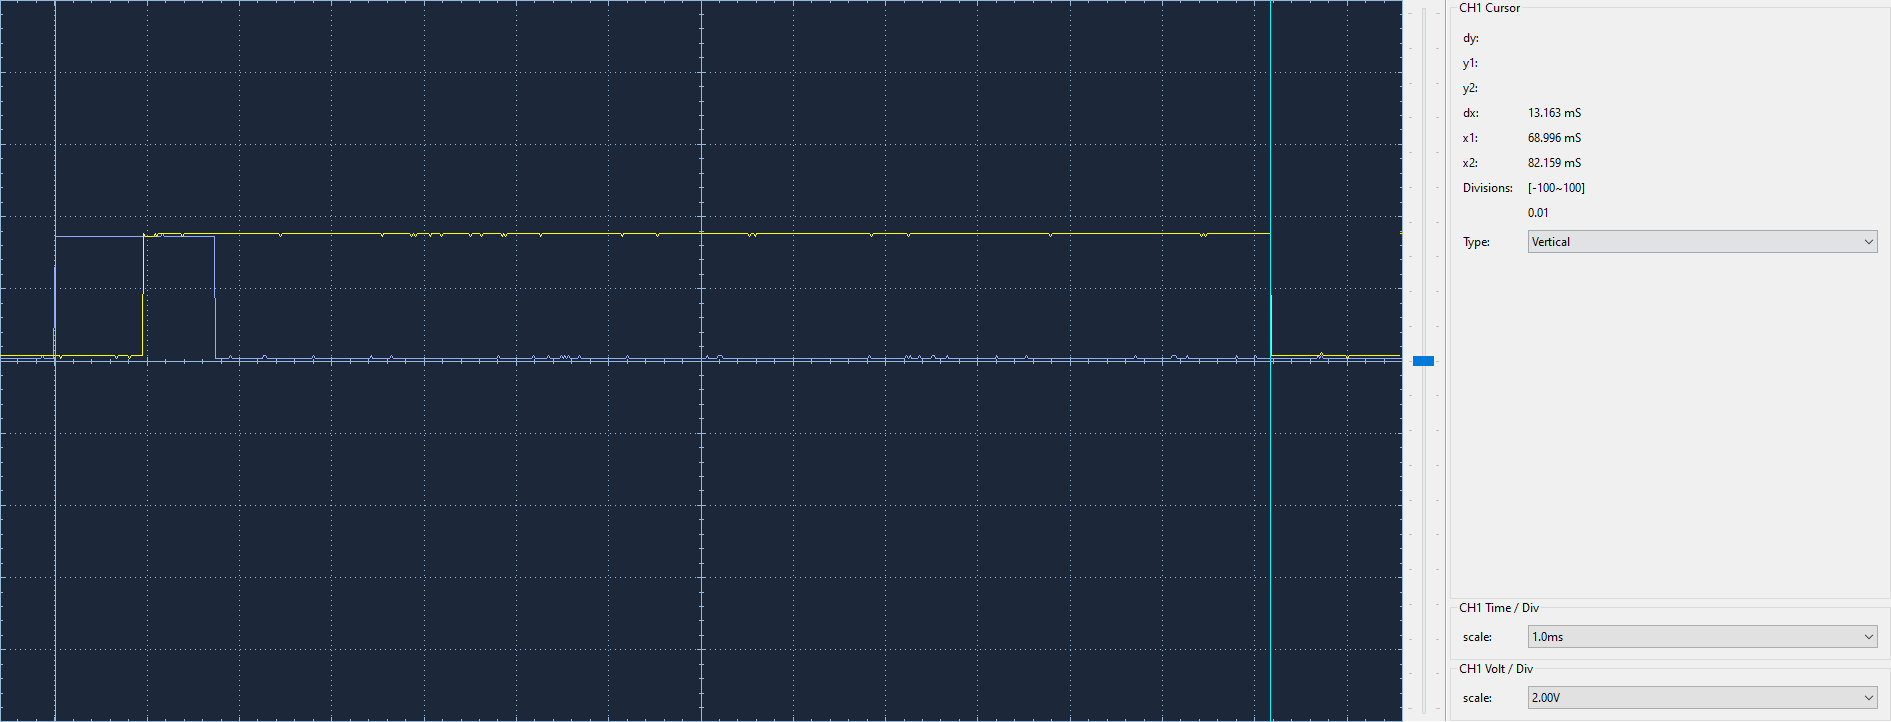 CH1 Cursor
dy:
y1:
y2:
dx: 13.163 mS
x1: 68.996 mS
x2: 82.159 mS
Divisions: [-100~100]
0.01
Type: Vertical
CH1 Time / Div
scale: 1.0ms
CH1 Volt / Div
scale: 2.00V